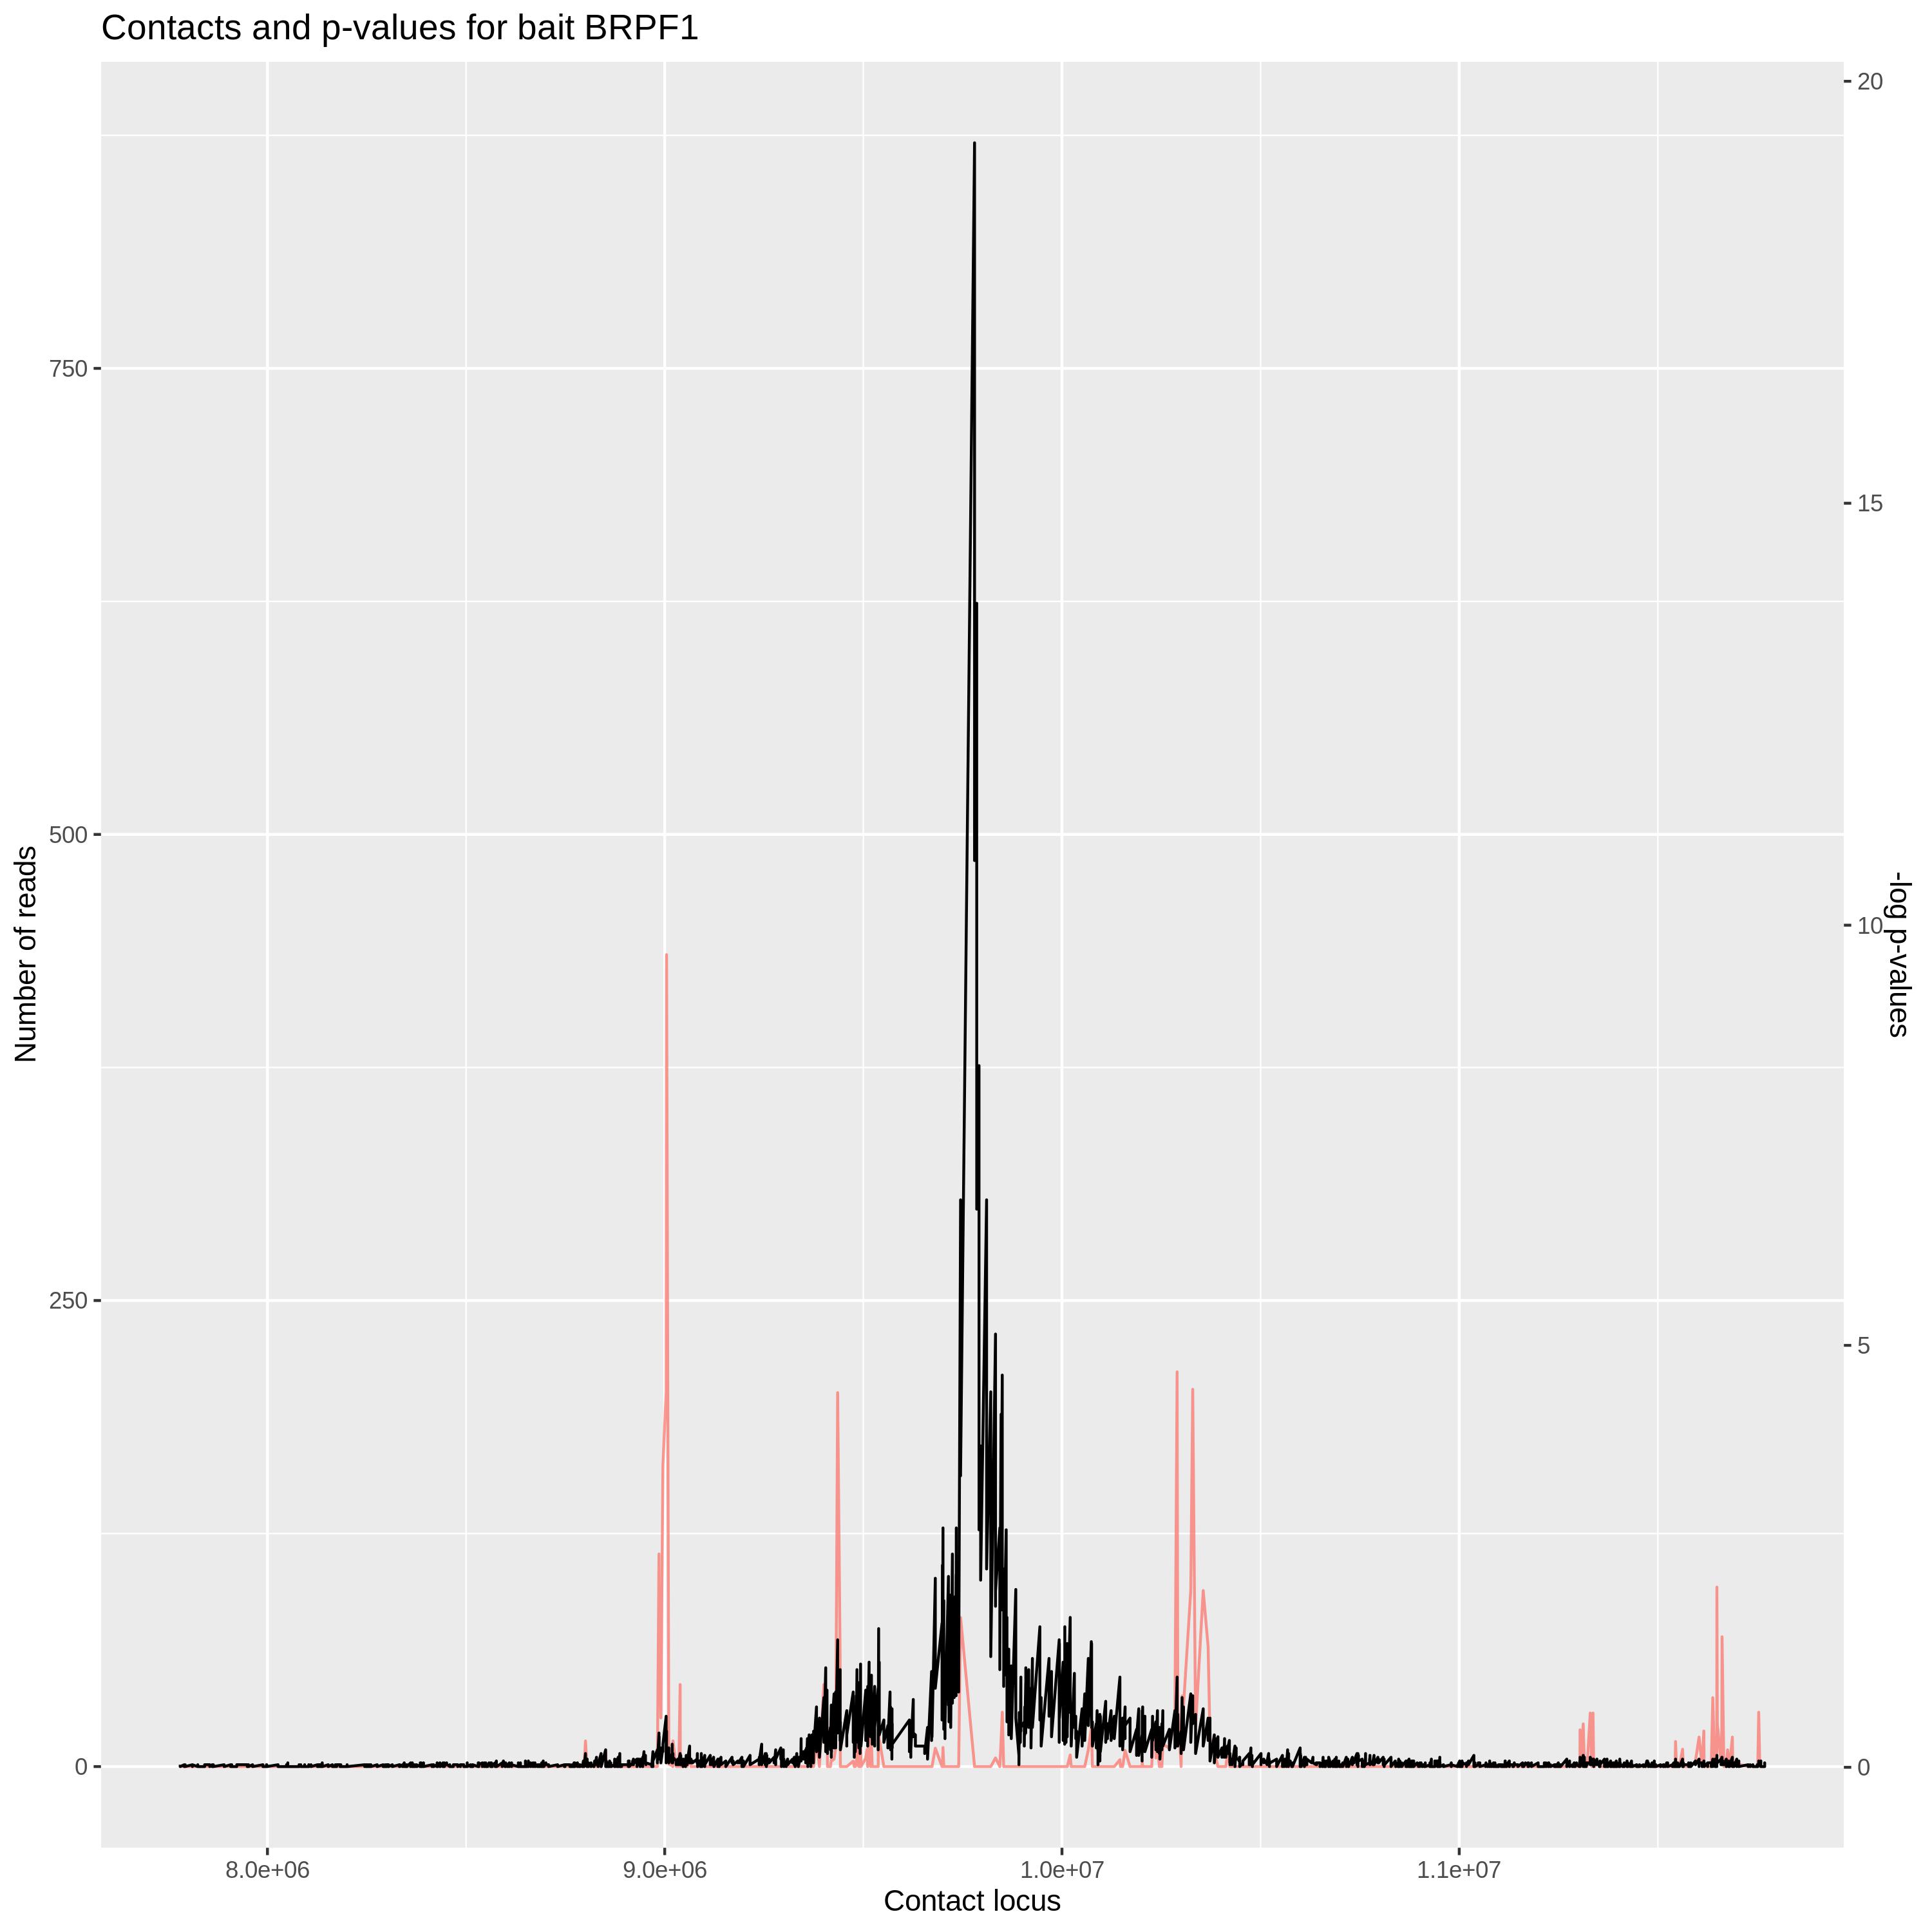 Contacts and p-values for bait BRPF1
Number of reads
750
500
250
0
20
15
10
5
0
-log p-values
8.0e+06
9.0e+06
1.0e+07
1.1e+07
Contact locus